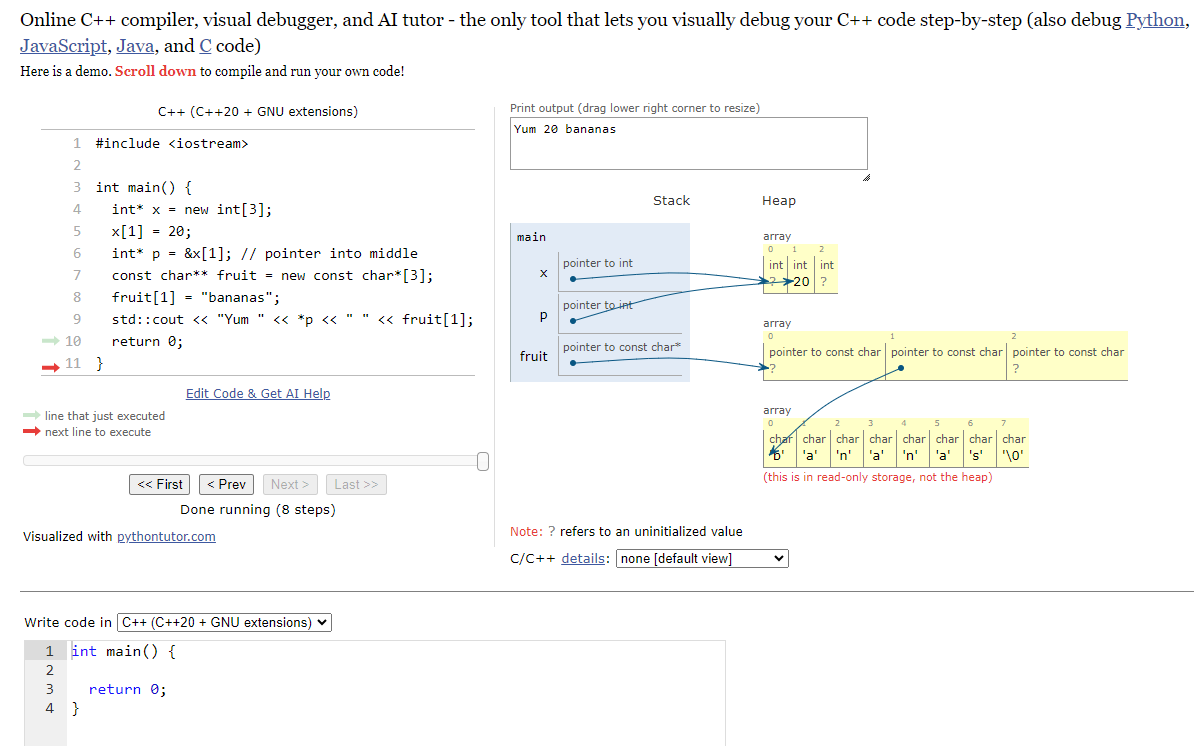 Online C++ compiler, visual debugger, and AI tutor - the only tool that lets you visually debug your C++ code step-by-step (also debug Python,
JavaScript, Java, and C code)
Here is a demo. Scroll down to compile and run your own code!
C++ (C++20 + GNU extensions)
1 #include <iostream>
2
3 int main() {
4 int* x = new int[3];
5 x[1] = 20;
6 int* p = &x[1]; // pointer into middle
7 const char** fruit = new const char*[3];
8 fruit[1] = "bananas";
9 std::cout << "Yum " << *p << " " << fruit[1];
10 return 0;
11 }
Edit Code & Get AI Help
line that just executed
next line to execute
<< First < Prev Next > Last >>
Done running (8 steps)
Visualized with pythontutor.com
Print output (drag lower right corner to resize)
Yum 20 bananas
Stack Heap
main
x pointer to int
p pointer to int
fruit pointer to const char*
array
0 1 2
int int int
? 20 ?
array
0 1 2
pointer to const char pointer to const char pointer to const char
? ?
array
0 1 2 3 4 5 6 7
char char char char char char char char
'b' 'a' 'n' 'a' 'n' 'a' 's' '\0'
(this is in read-only storage, not the heap)
Note: ? refers to an uninitialized value
C/C++ details: none [default view]
Write code in C++ (C++20 + GNU extensions)
1 int main() {
2
3 return 0;
4 }